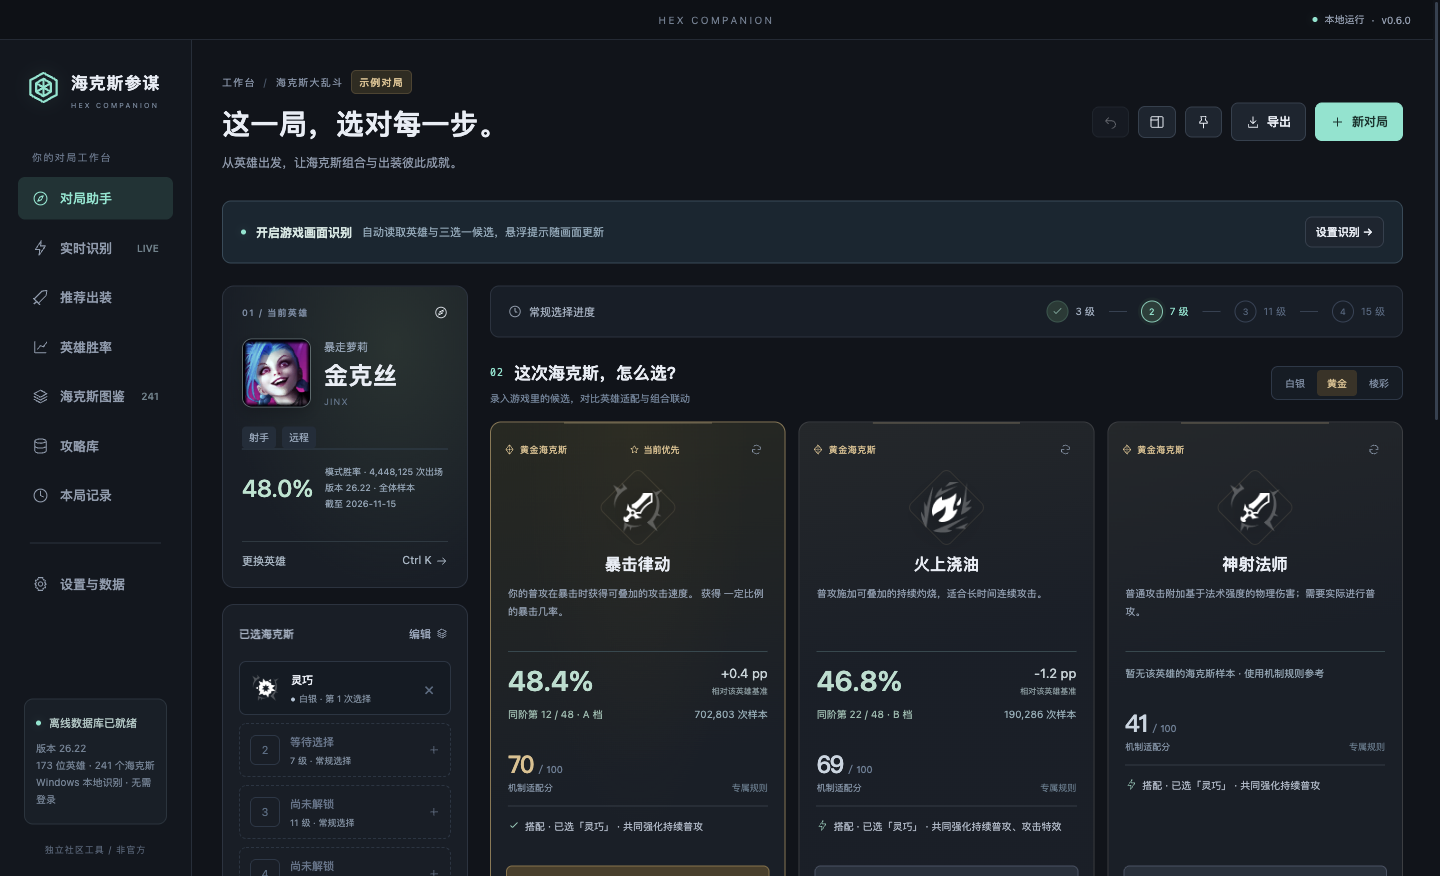 HEX COMPANION
本地运行 · v0.6.0
海克斯参谋
HEX COMPANION
你的对局工作台
对局助手
实时识别 LIVE
推荐出装
英雄胜率
海克斯图鉴 241
攻略库
本局记录
设置与数据
离线数据库已就绪
版本 26.22
173 位英雄 · 241 个海克斯
Windows 本地识别 · 无需
登录
独立社区工具 / 非官方
工作台 / 海克斯大乱斗 示例对局
这一局，选对每一步。
从英雄出发，让海克斯组合与出装彼此成就。
导出
新对局
开启游戏画面识别 自动读取英雄与三选一候选，悬浮提示随画面更新
设置识别 →
01 / 当前英雄
暴走萝莉
金克丝
JINX
射手 远程
48.0%
模式胜率 · 4,448,125 次出场
版本 26.22 · 全体样本
截至 2026-11-15
更换英雄 Ctrl K →
已选海克斯 编辑
灵巧
白银 · 第 1 次选择
2 等待选择
7 级 · 常规选择
3 尚未解锁
11 级 · 常规选择
4 尚未解锁
常规选择进度
3 级
2 7 级
3 11 级
4 15 级
02 这次海克斯，怎么选?
录入游戏里的候选，对比英雄适配与组合联动
白银 黄金 棱彩
黄金海克斯 当前优先
暴击律动
你的普攻在暴击时获得可叠加的攻击速度。 获得 一定比例
的暴击几率。
48.4% +0.4 pp
相对该英雄基准
同阶第 12 / 48 · A 档 702,803 次样本
70 / 100
机制适配分 专属规则
搭配 · 已选「灵巧」 · 共同强化持续普攻
黄金海克斯
火上浇油
普攻施加可叠加的持续灼烧，适合长时间连续攻击。
46.8% -1.2 pp
相对该英雄基准
同阶第 22 / 48 · B 档 190,286 次样本
69 / 100
机制适配分 专属规则
搭配 · 已选「灵巧」 · 共同强化持续普攻、攻击特效
黄金海克斯
神射法师
普通攻击附加基于法术强度的物理伤害；需要实际进行普
攻。
暂无该英雄的海克斯样本 · 使用机制规则参考
41 / 100
机制适配分 专属规则
搭配 · 已选「灵巧」 · 共同强化持续普攻